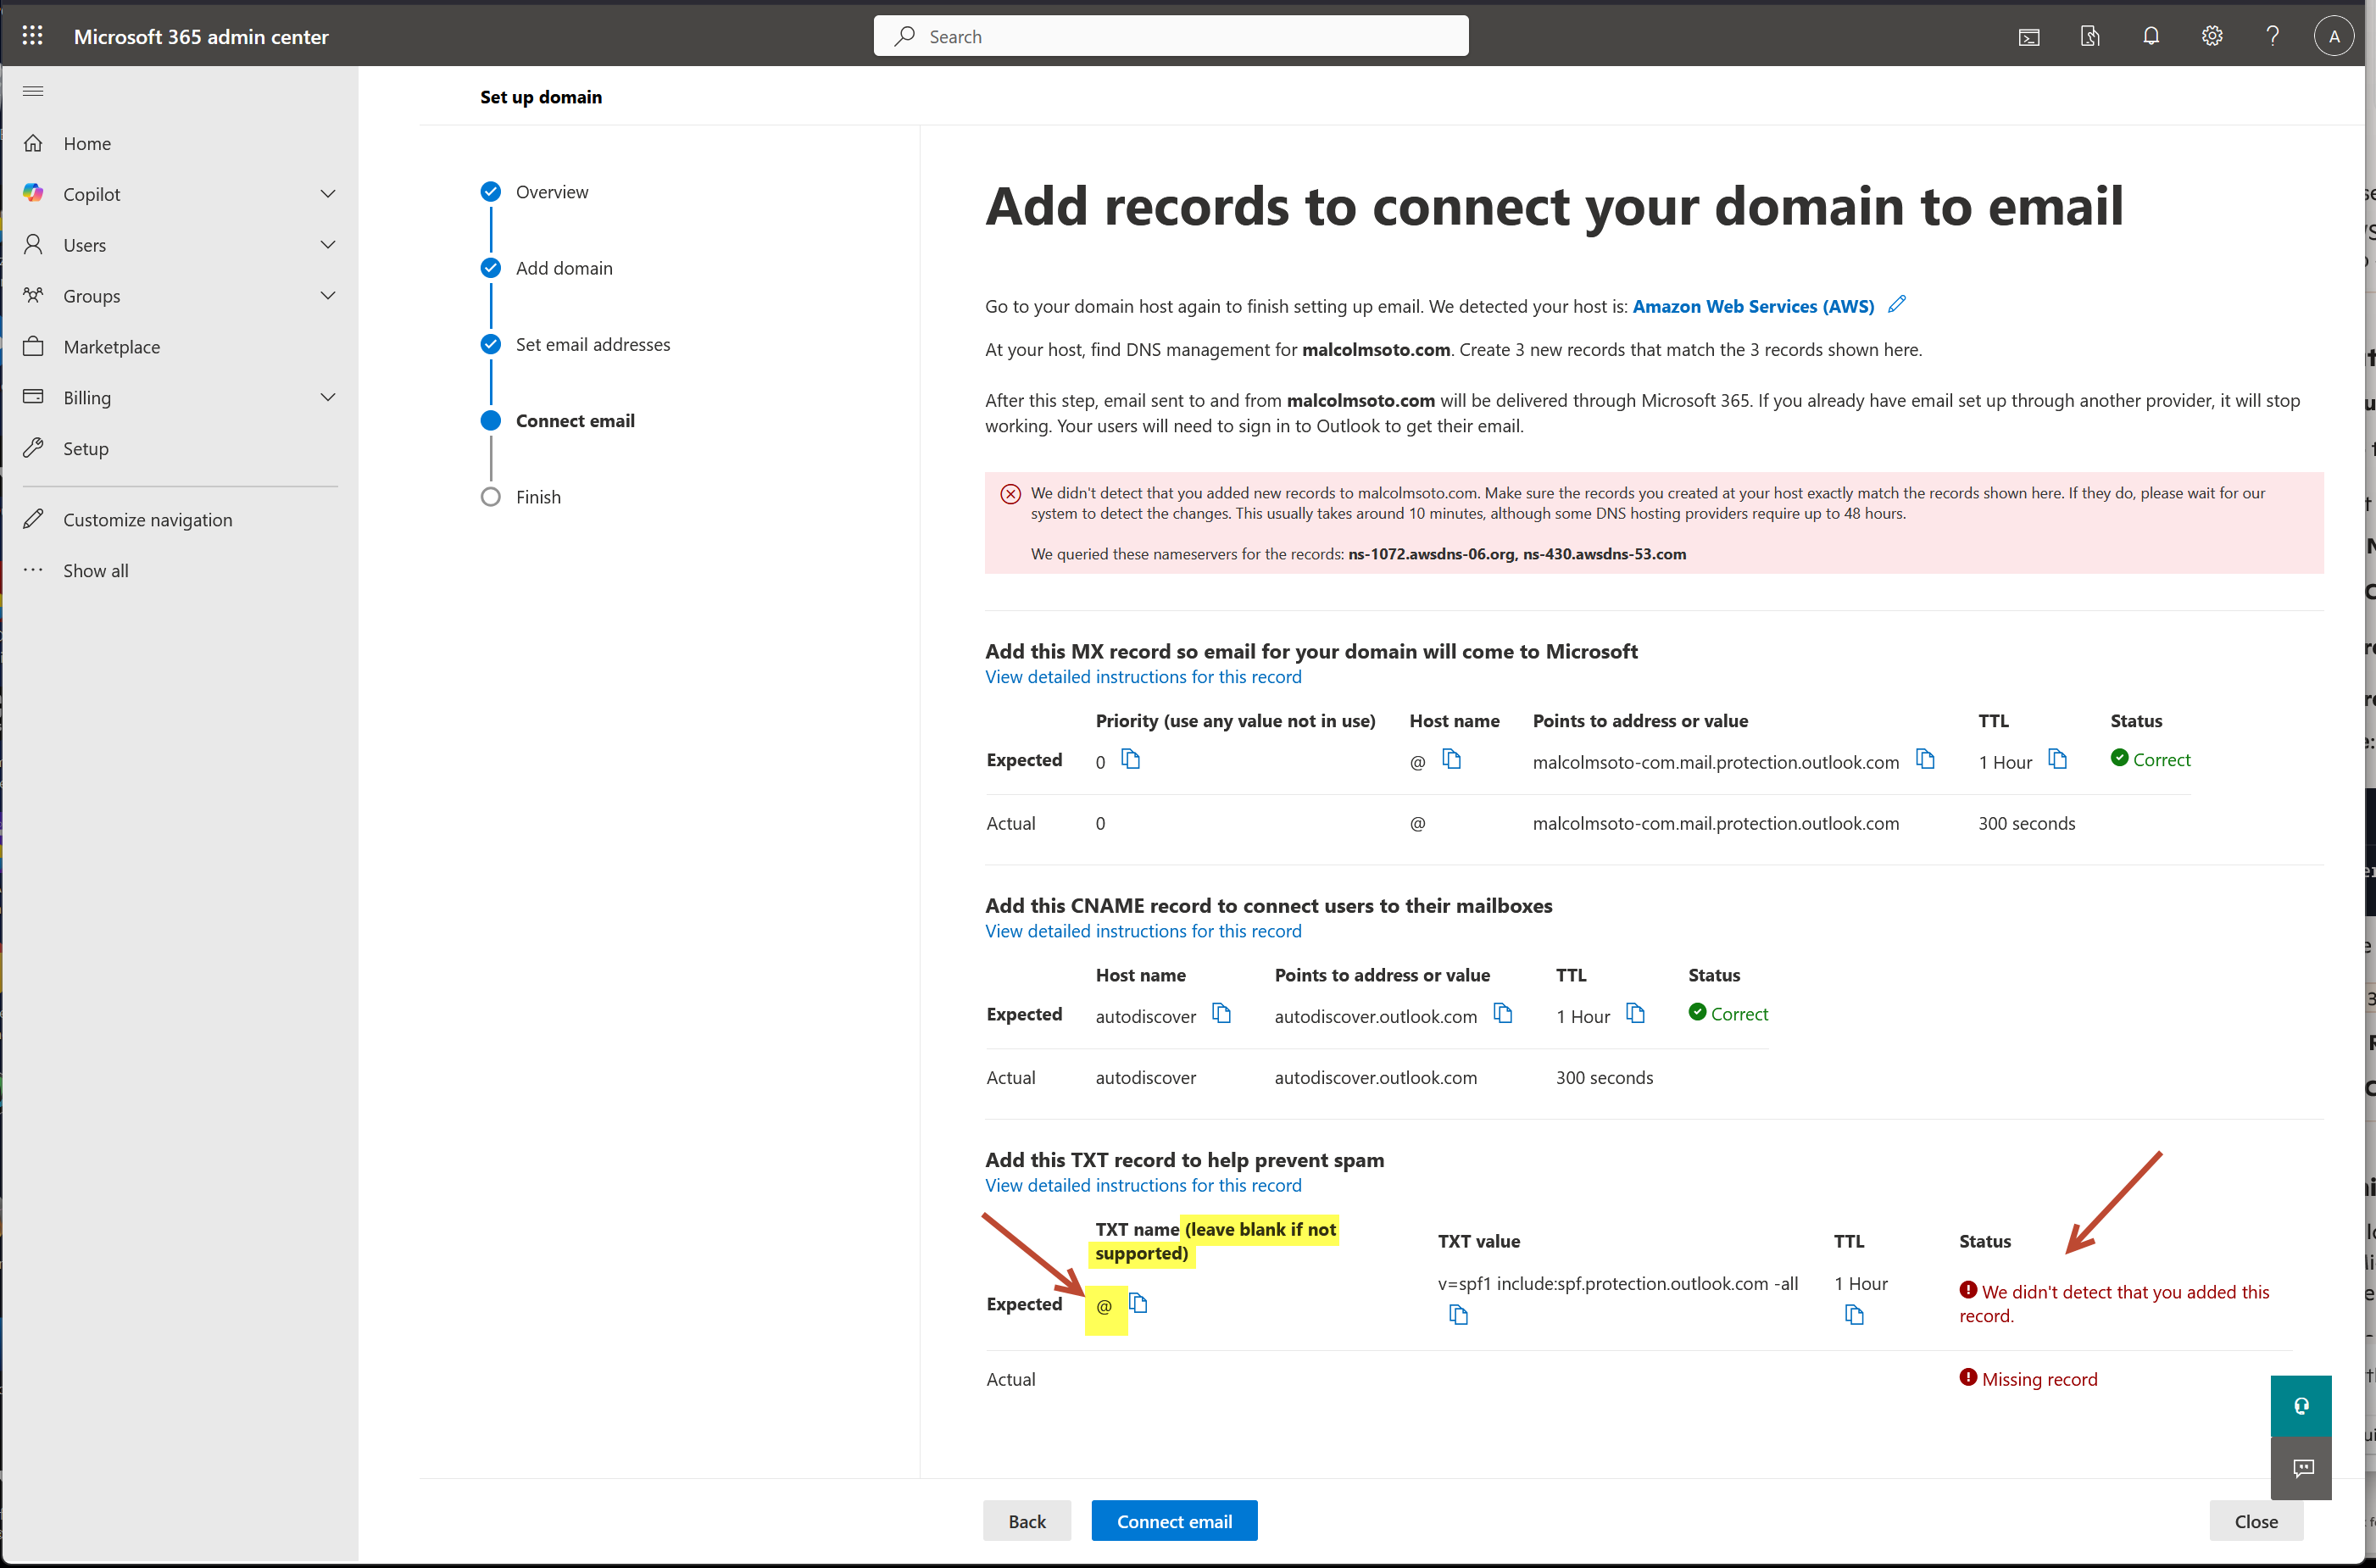 Microsoft 365 admin center
Search
A
Home
Copilot
Users
Groups
Marketplace
Billing
Setup
Customize navigation
Show all
Set up domain
Overview
Add domain
Set email addresses
Connect email
Finish
Add records to connect your domain to email
Go to your domain host again to finish setting up email. We detected your host is: Amazon Web Services (AWS)
At your host, find DNS management for malcolmsoto.com. Create 3 new records that match the 3 records shown here.
After this step, email sent to and from malcolmsoto.com will be delivered through Microsoft 365. If you already have email set up through another provider, it will stop
working. Your users will need to sign in to Outlook to get their email.
We didn't detect that you added new records to malcolmsoto.com. Make sure the records you created at your host exactly match the records shown here. If they do, please wait for our
system to detect the changes. This usually takes around 10 minutes, although some DNS hosting providers require up to 48 hours.
We queried these nameservers for the records: ns-1072.awsdns-06.org, ns-430.awsdns-53.com
Add this MX record so email for your domain will come to Microsoft
View detailed instructions for this record
Priority (use any value not in use) Host name Points to address or value TTL Status
Expected 0 @ malcolmsoto-com.mail.protection.outlook.com 1 Hour Correct
Actual 0 @ malcolmsoto-com.mail.protection.outlook.com 300 seconds
Add this CNAME record to connect users to their mailboxes
View detailed instructions for this record
Host name Points to address or value TTL Status
Expected autodiscover autodiscover.outlook.com 1 Hour Correct
Actual autodiscover autodiscover.outlook.com 300 seconds
Add this TXT record to help prevent spam
View detailed instructions for this record
TXT name (leave blank if not
supported) TXT value TTL Status
Expected @ v=spf1 include:spf.protection.outlook.com -all 1 Hour We didn't detect that you added this
record.
Actual Missing record
Back Connect email Close